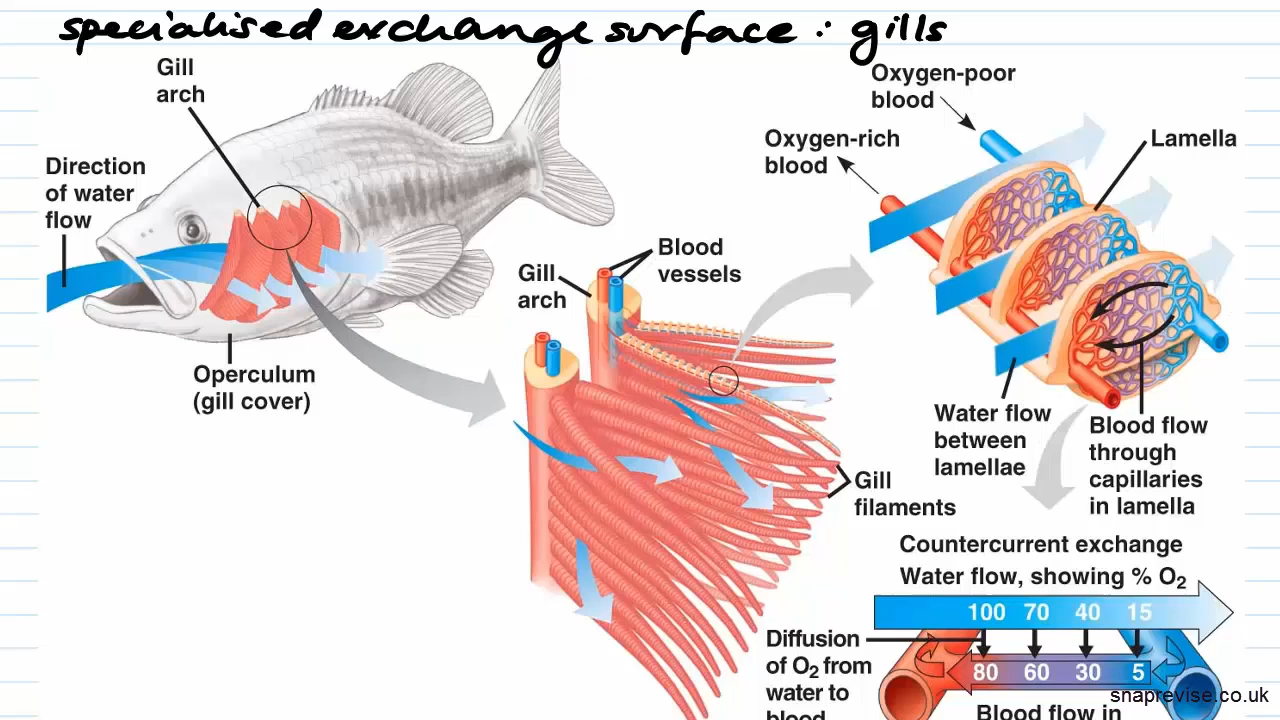 specialised exchange surface: gills
Gill
arch
Direction
of water
flow
Operculum
(gill cover)
Gill
arch
Blood
vessels
Gill
filaments
Oxygen-poor
blood
Oxygen-rich
blood
Lamella
Water flow
between
lamellae
Blood flow
through
capillaries
in lamella
Countercurrent exchange
Water flow, showing % O₂
100 70 40 15
Diffusion
of O₂ from
water to
blood
80 60 30 5
Blood flow in
snaprevise.co.uk